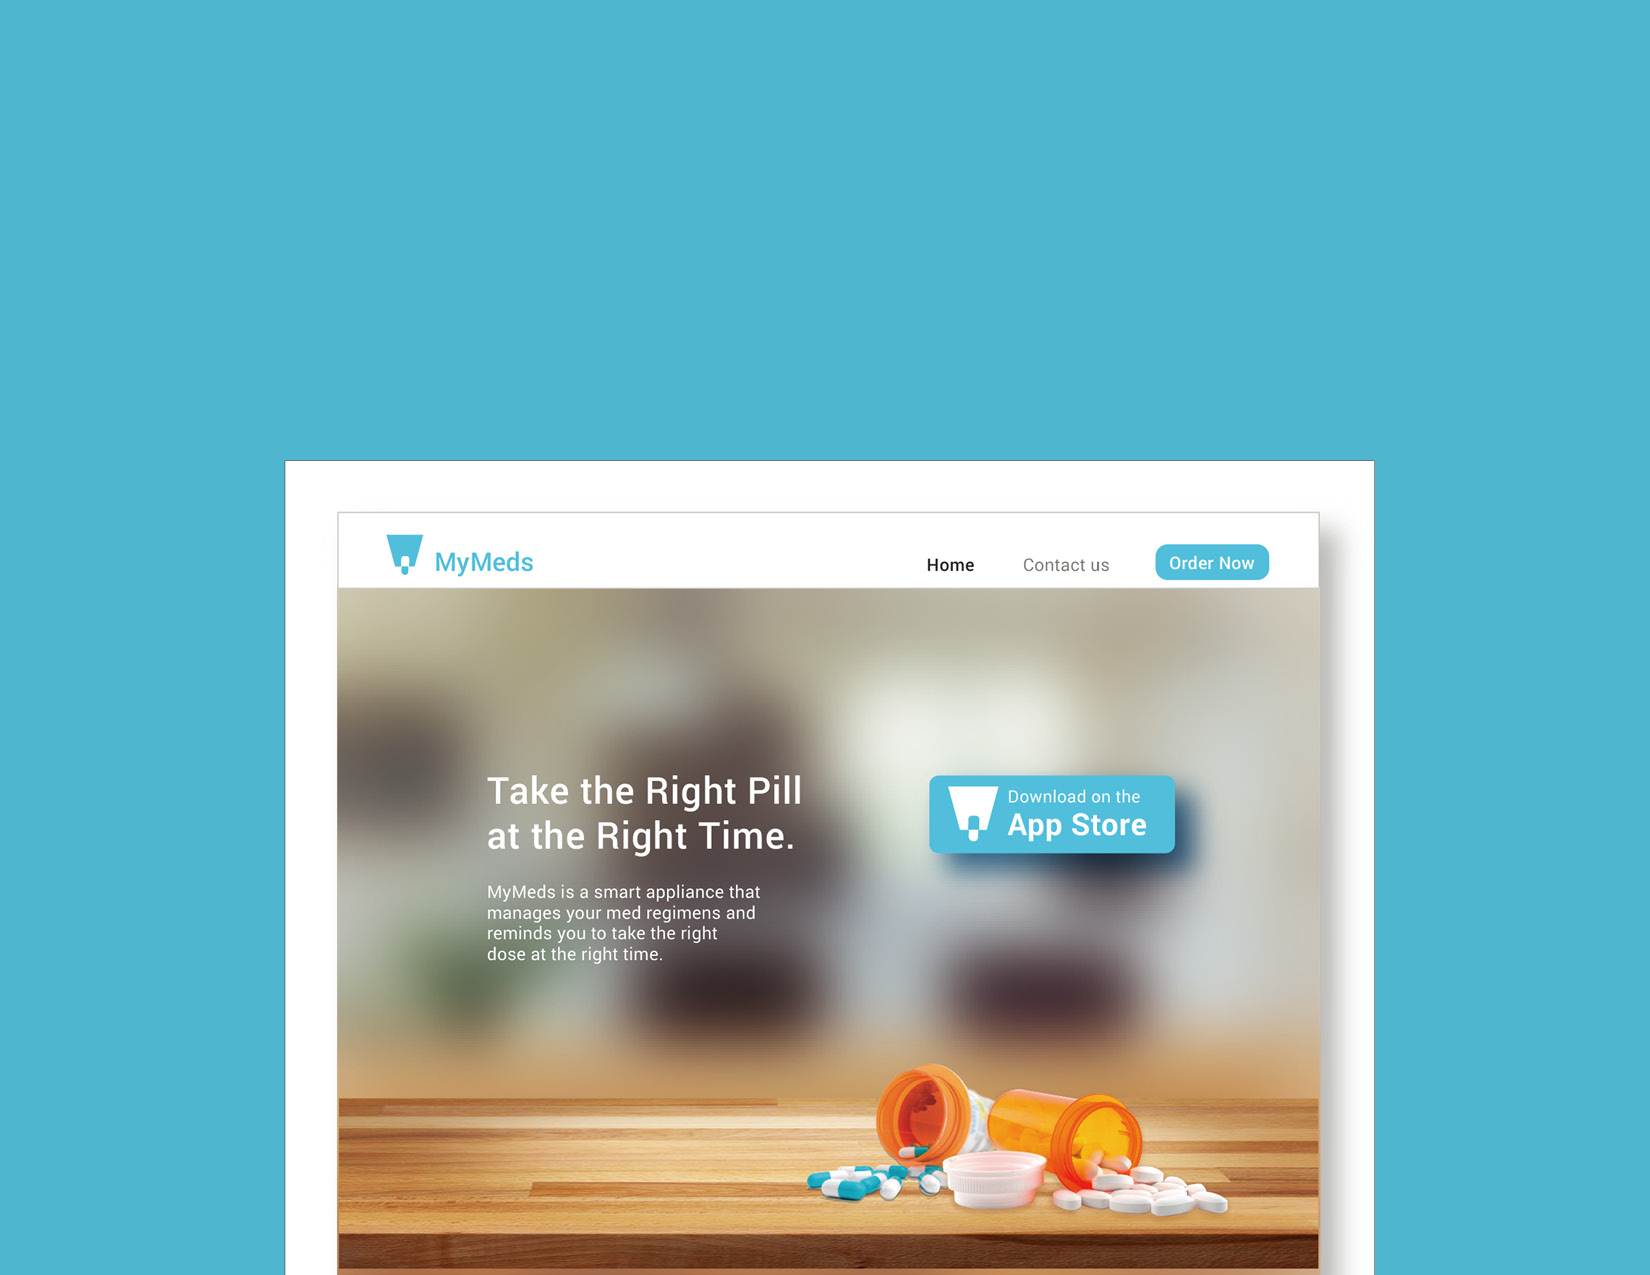 MyMeds
Home
Contact us
Order Now
Take the Right Pill
at the Right Time.
MyMeds is a smart appliance that
manages your med regimens and
reminds you to take the right
dose at the right time.
Download on the
App Store